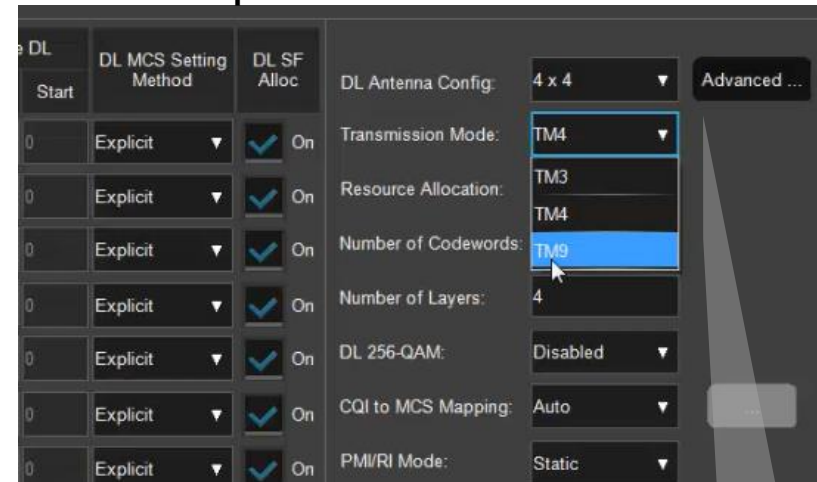 e DL
Start
DL MCS Setting
Method
DL SF
Alloc
0 Explicit On
0 Explicit On
0 Explicit On
0 Explicit On
0 Explicit On
0 Explicit On
0 Explicit On
DL Antenna Config: 4 x 4 Advanced ...
Transmission Mode: TM4
TM3
Resource Allocation:
TM4
Number of Codewords: TM9
Number of Layers: 4
DL 256-QAM: Disabled
CQI to MCS Mapping: Auto ...
PMI/RI Mode: Static